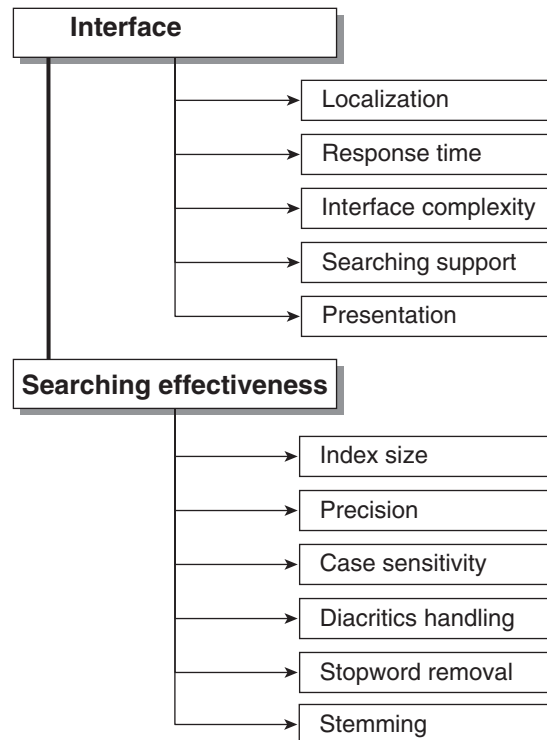 Interface
Localization
Response time
Interface complexity
Searching support
Presentation
Searching effectiveness
Index size
Precision
Case sensitivity
Diacritics handling
Stopword removal
Stemming